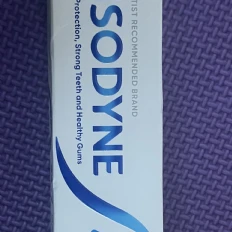 TIST RECOMMENDED BRAND
SODYNE
Protection, Strong Teeth and Healthy Gums